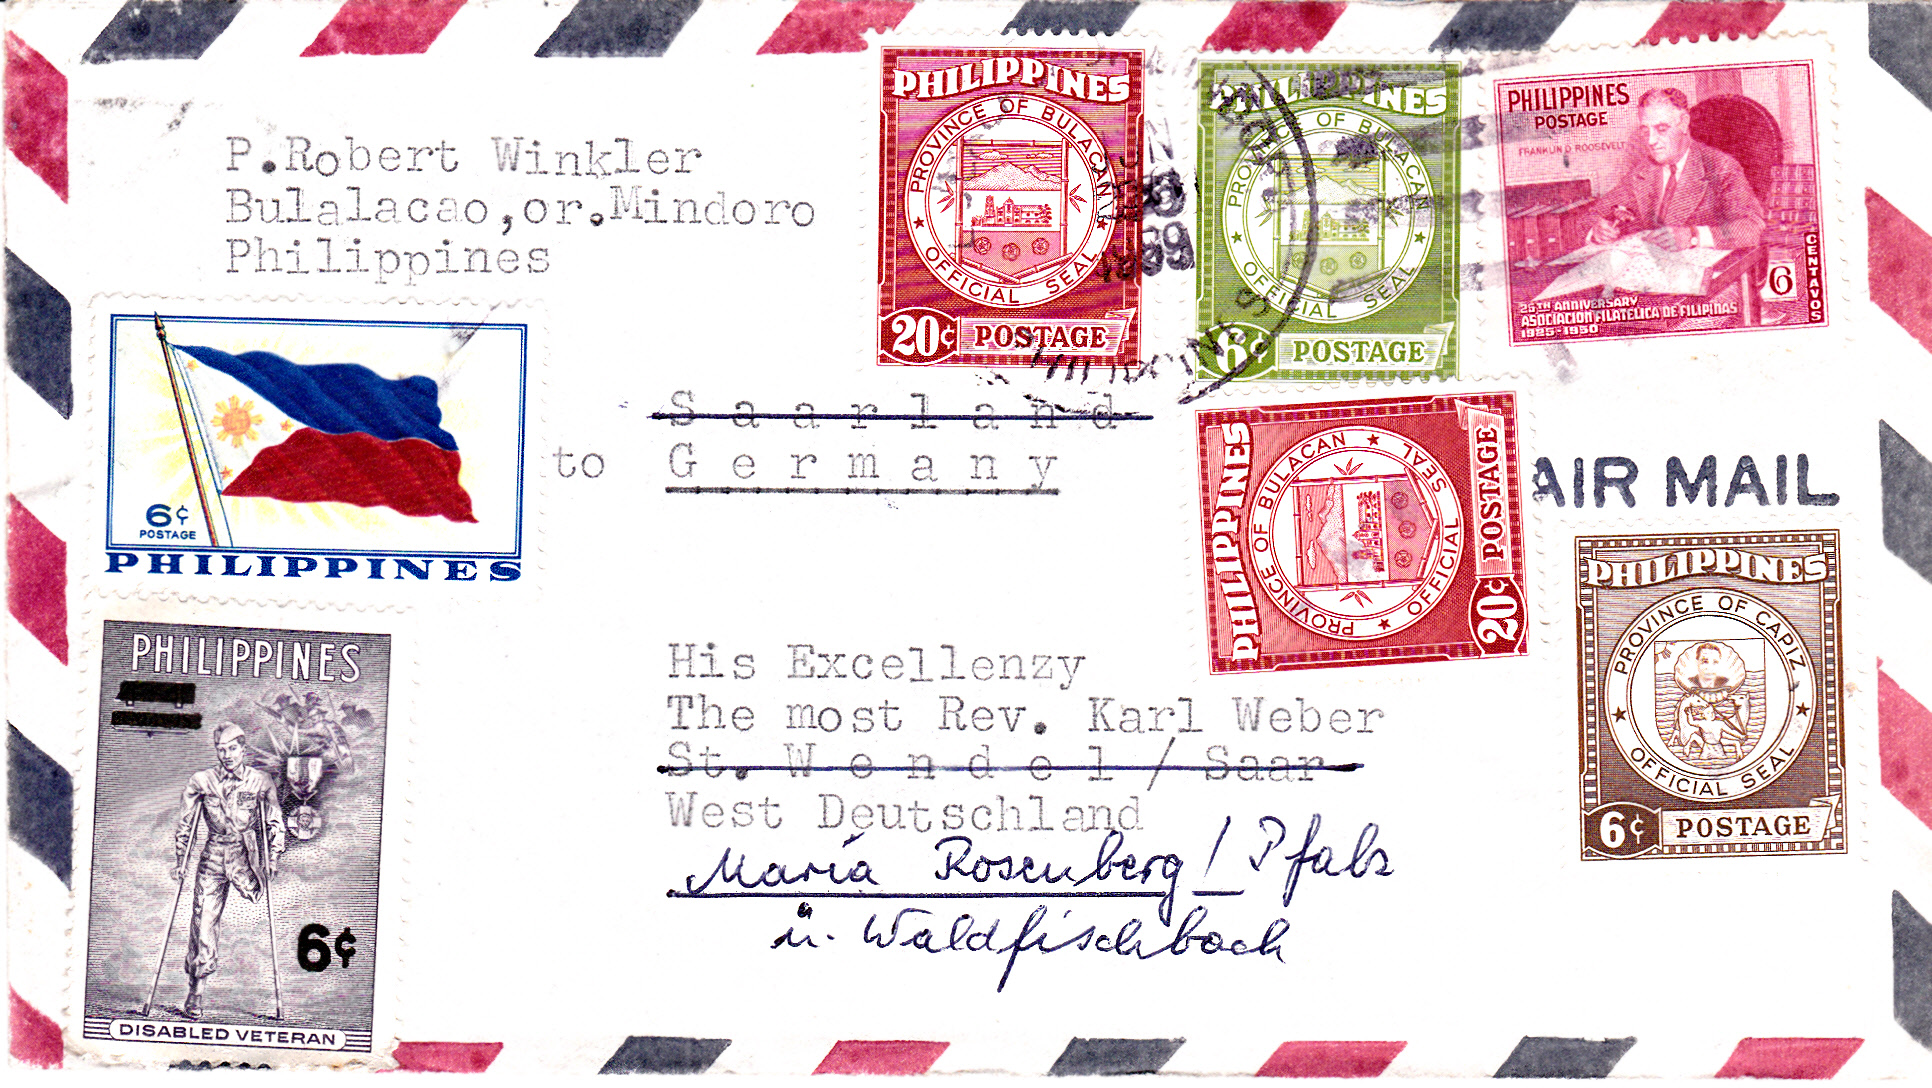 P.Robert Winkler
Bulalacao,or.Mindoro
Philippines
PHILIPPINES
PROVINCE OF BULACAN
OFFICIAL SEAL
20¢ POSTAGE
PHILIPPINES
PROVINCE OF BULACAN
OFFICIAL SEAL
6¢ POSTAGE
PHILIPPINES
POSTAGE
FRANKLIN D. ROOSEVELT
6
CENTAVOS
25TH ANNIVERSARY
ASOCIACION FILATELICA DE FILIPINAS
1925-1950
PHILIPPINES
6¢
POSTAGE
PHILIPPINES
Saarland
to Germany
PHILIPPINES
PROVINCE OF BULACAN
OFFICIAL SEAL
20¢ POSTAGE
AIR MAIL
PHILIPPINES
PROVINCE OF CAPIZ
OFFICIAL SEAL
6¢ POSTAGE
PHILIPPINES
6¢
DISABLED VETERAN
His Excellenzy
The most Rev. Karl Weber
St. Wendel/ Saar
West Deutschland
Maria Rosenberg / Pfalz
ü. Waldfischbach